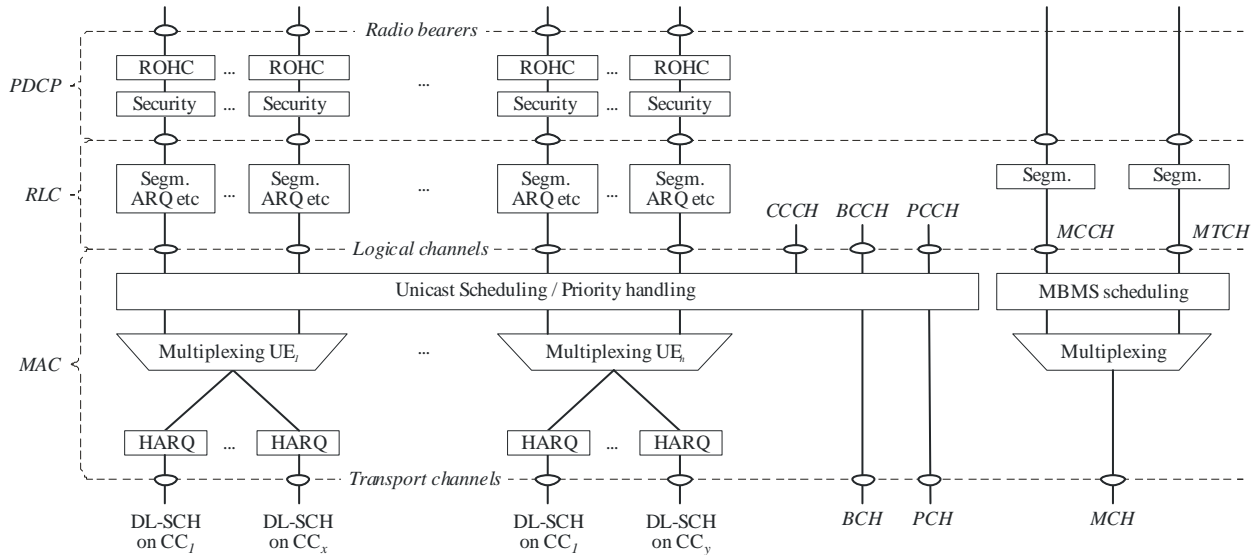 Radio bearers
ROHC ... ROHC ROHC ... ROHC
PDCP ...
Security ... Security Security ... Security
Segm. Segm.
Segm. ARQ etc ... Segm. ARQ etc ... Segm. ARQ etc ... Segm. ARQ etc
RLC
CCCH BCCH PCCH
MCCH MTCH
Logical channels
Unicast Scheduling / Priority handling MBMS scheduling
Multiplexing UE1 ... Multiplexing UEn Multiplexing
MAC
HARQ ... HARQ HARQ ... HARQ
Transport channels
DL-SCH DL-SCH DL-SCH DL-SCH BCH PCH MCH
on CC1 on CCx on CC1 on CCy